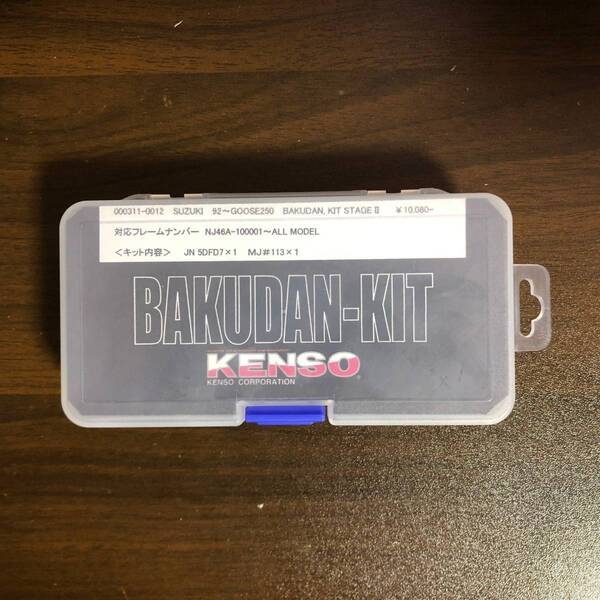 000311-0012 SUZUKI 92～GOOSE250 BAKUDAN, KIT STAGEⅡ ￥10,080-
対応フレームナンバー NJ46A-100001～ALL MODEL
＜キット内容＞ JN 5DFD7×1 MJ#113×1
BAKUDAN-KIT
KENSO®
KENSO CORPORATION